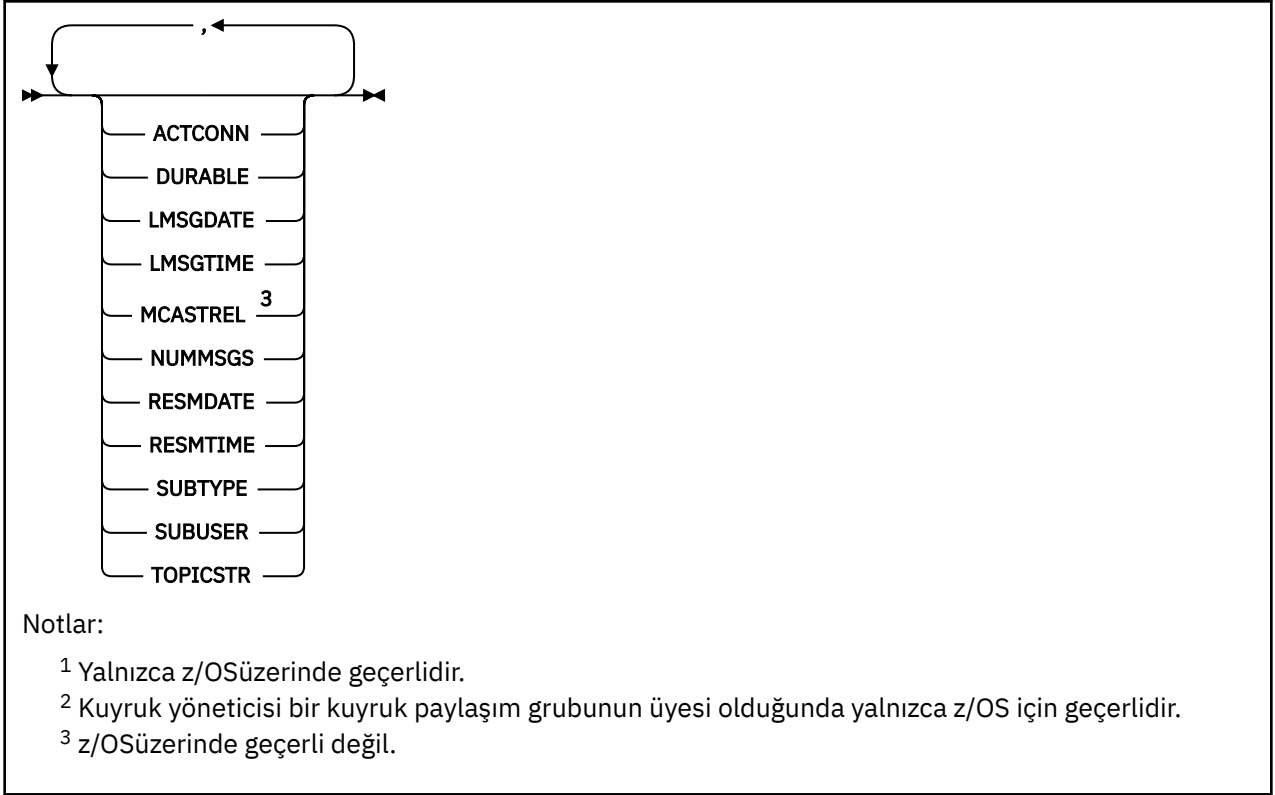 ,
ACTCONN
DURABLE
LMSGDATE
LMSGTIME
MCASTREL 3
NUMMSGS
RESMDATE
RESMTIME
SUBTYPE
SUBUSER
TOPICSTR
Notlar:
1 Yalnızca z/OSüzerinde geçerlidir.
2 Kuyruk yöneticisi bir kuyruk paylaşım grubunun üyesi olduğunda yalnızca z/OS için geçerlidir.
3 z/OSüzerinde geçerli değil.